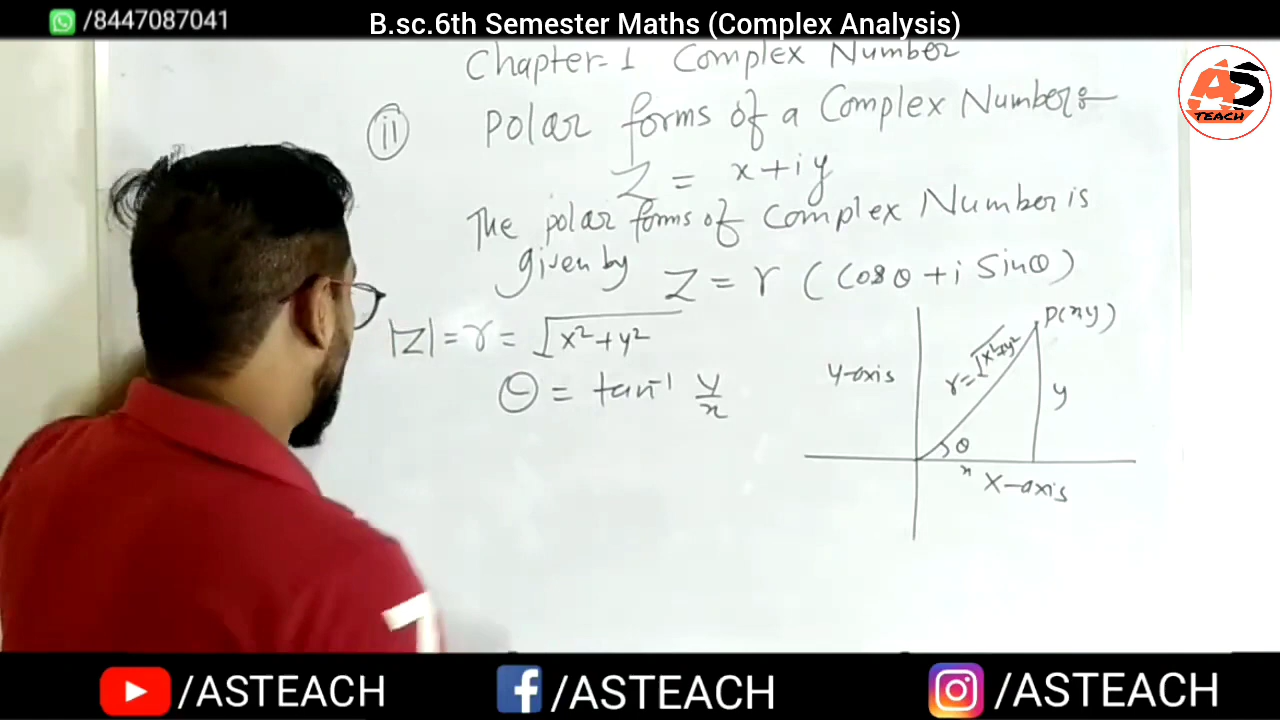 /8447087041
B.sc.6th Semester Maths (Complex Analysis)
Chapter-1 Complex Number
AS
TEACH
(ii) Polar forms of a Complex Number:-
Z = x+iy
The polar forms of Complex Number is
given by Z = r (Cosθ + i Sinθ)
|Z| = r = √x²+y²
θ = tan⁻¹ y/x
P(x,y)
r=√x²+y²
y-axis
y
θ
x
X-axis
7
/ASTEACH
/ASTEACH
/ASTEACH